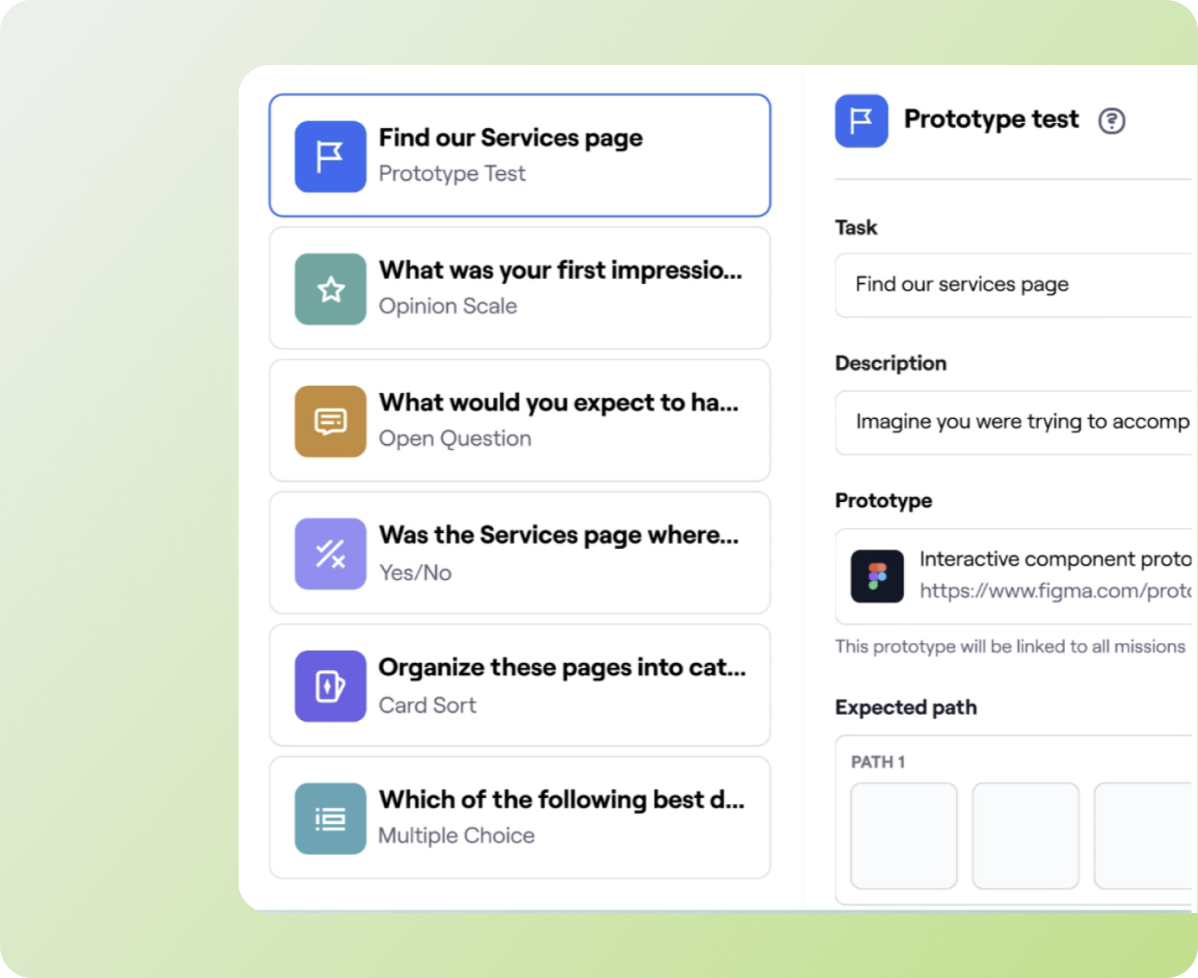 Find our Services page
Prototype Test
What was your first impressio...
Opinion Scale
What would you expect to ha...
Open Question
Was the Services page where...
Yes/No
Organize these pages into cat...
Card Sort
Which of the following best d...
Multiple Choice
Prototype test
Task
Find our services page
Description
Imagine you were trying to accomp
Prototype
Interactive component proto
https://www.figma.com/proto
This prototype will be linked to all missions
Expected path
PATH 1